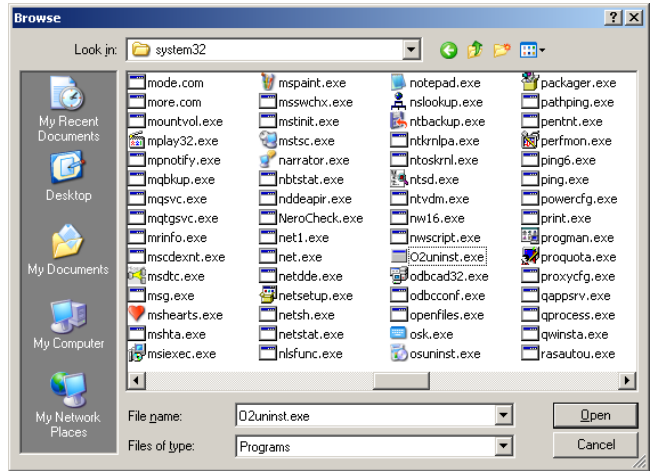 Browse
Look in:
system32
My Recent
Documents
Desktop
My Documents
My Computer
My Network
Places
mode.com
more.com
mountvol.exe
mplay32.exe
mpnotify.exe
mqbkup.exe
mqsvc.exe
mqtgsvc.exe
mrinfo.exe
mscdexnt.exe
msdtc.exe
msg.exe
mshearts.exe
mshta.exe
msiexec.exe
mspaint.exe
msswchx.exe
mstinit.exe
mstsc.exe
narrator.exe
nbtstat.exe
nddeapir.exe
NeroCheck.exe
net1.exe
net.exe
netdde.exe
netsetup.exe
netsh.exe
netstat.exe
nlsfunc.exe
notepad.exe
nslookup.exe
ntbackup.exe
ntkrnlpa.exe
ntoskrnl.exe
ntsd.exe
ntvdm.exe
nw16.exe
nwscript.exe
O2uninst.exe
odbcad32.exe
odbcconf.exe
openfiles.exe
osk.exe
osuninst.exe
packager.exe
pathping.exe
pentnt.exe
perfmon.exe
ping6.exe
ping.exe
powercfg.exe
print.exe
progman.exe
proquota.exe
proxycfg.exe
qappsrv.exe
qprocess.exe
qwinsta.exe
rasautou.exe
File name:
O2uninst.exe
Open
Files of type:
Programs
Cancel